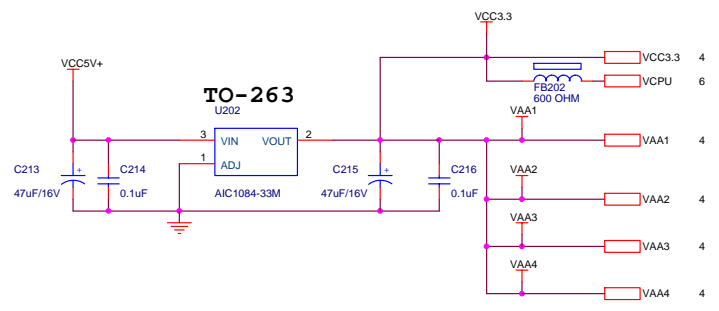 VCC3.3
VCC3.3 4
VCC5V+
VCPU 6
FB202
600 OHM
TO-263
U202
VAA1
3 VIN VOUT 2
VAA1 4
1 ADJ
C213 + C214 C215 + C216
VAA2
47uF/16V 0.1uF AIC1084-33M 47uF/16V 0.1uF
VAA2 4
VAA3
VAA3 4
VAA4
VAA4 4